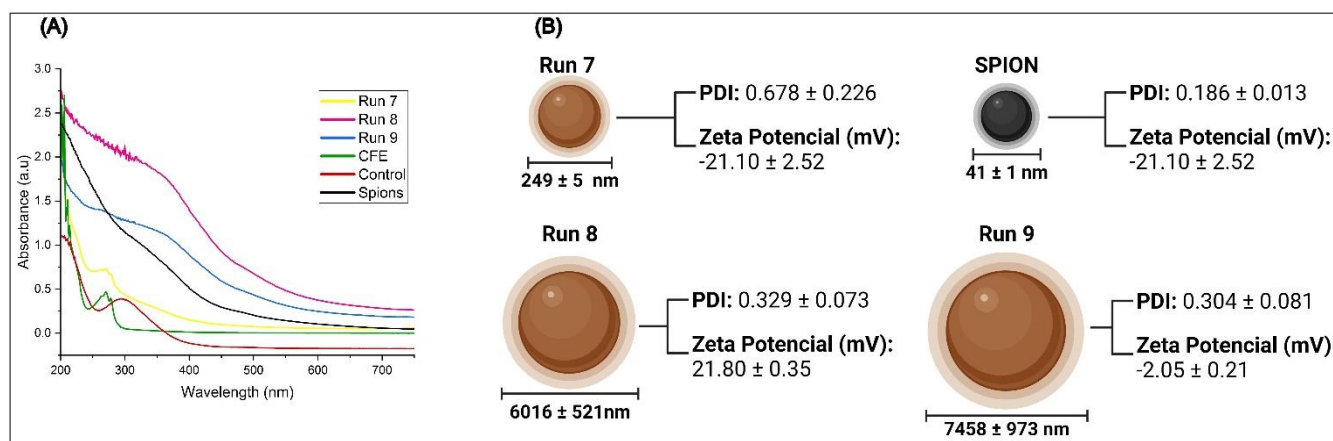 (A)
3.0
2.5
2.0
1.5
1.0
0.5
0.0
Absorbance (a.u)
200
300
400
500
600
700
Wavelength (nm)
Run 7
Run 8
Run 9
CFE
Control
Spions
(B)
Run 7
249 ± 5 nm
PDI: 0.678 ± 0.226
Zeta Potencial (mV):
-21.10 ± 2.52
SPION
41 ± 1 nm
PDI: 0.186 ± 0.013
Zeta Potencial (mV):
-21.10 ± 2.52
Run 8
6016 ± 521nm
PDI: 0.329 ± 0.073
Zeta Potencial (mV):
21.80 ± 0.35
Run 9
7458 ± 973 nm
PDI: 0.304 ± 0.081
Zeta Potencial (mV):
-2.05 ± 0.21